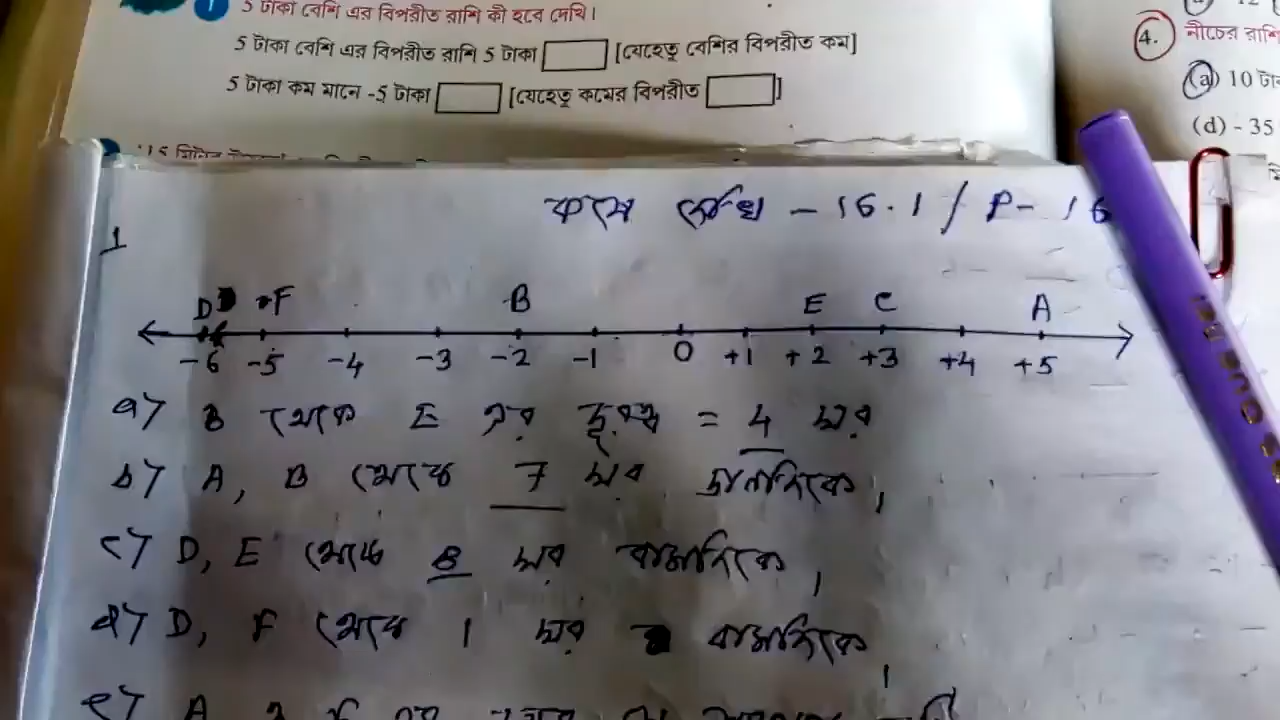 5 টাকা বেশি এর বিপরীত রাশি কী হবে দেখি।
5 টাকা বেশি এর বিপরীত রাশি 5 টাকা [যেহেতু বেশির বিপরীত কম]
5 টাকা কম মানে -5 টাকা [যেহেতু কমের বিপরীত ]
4. নীচের রাশি
(a) 10 টা
(d) - 35
কষে দেখি - 16.1 / P- 16
1
D F B E C A
-6 -5 -4 -3 -2 -1 0 +1 +2 +3 +4 +5
a> B থেকে E এর দূরত্ব = 4 ঘর
b> A, B থেকে 7 ঘর ডানদিকে,
c> D, E থেকে 8 ঘর বামদিকে,
d> D, F থেকে 1 ঘর বামদিকে,
e> A